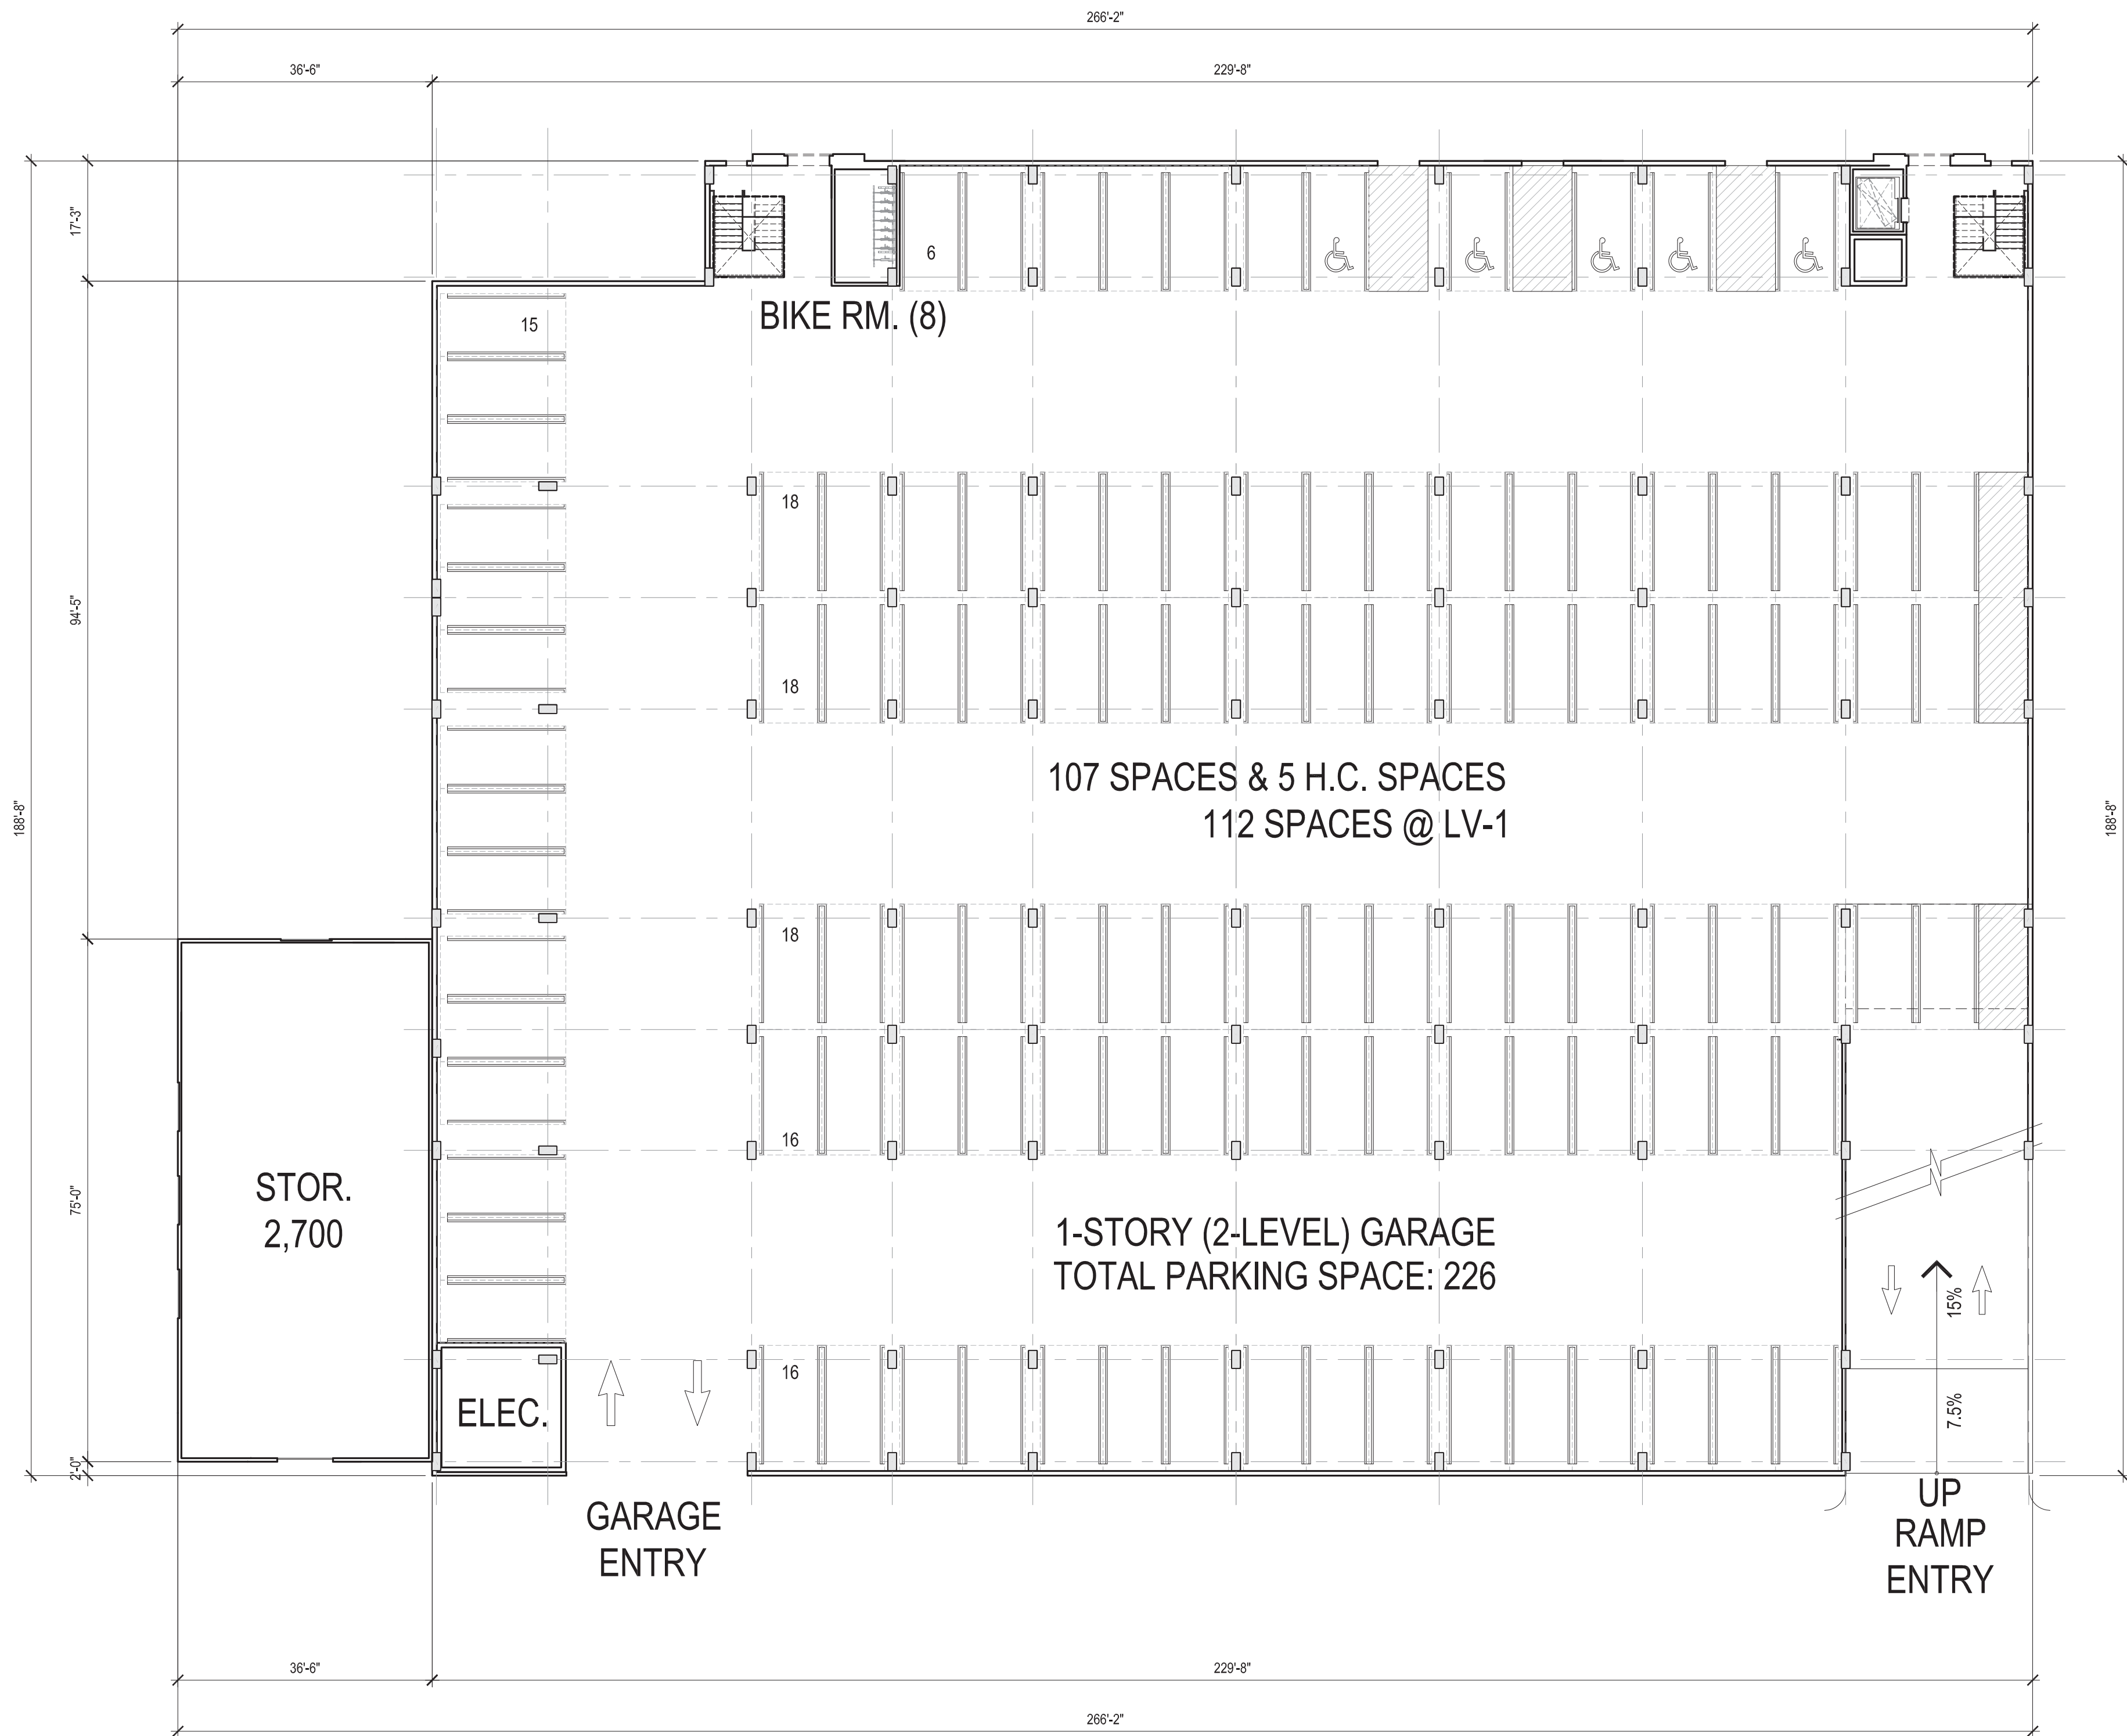 266'-2"
36'-6"
229'-8"
17'-3"
6
BIKE RM. (8)
15
18
94'-5"
18
107 SPACES & 5 H.C. SPACES
112 SPACES @ LV-1
188'-8"
188'-8"
18
16
STOR.
2,700
75'-0"
1-STORY (2-LEVEL) GARAGE
TOTAL PARKING SPACE: 226
15%
16
ELEC.
7.5%
2'-0"
GARAGE
ENTRY
UP
RAMP
ENTRY
36'-6"
229'-8"
266'-2"